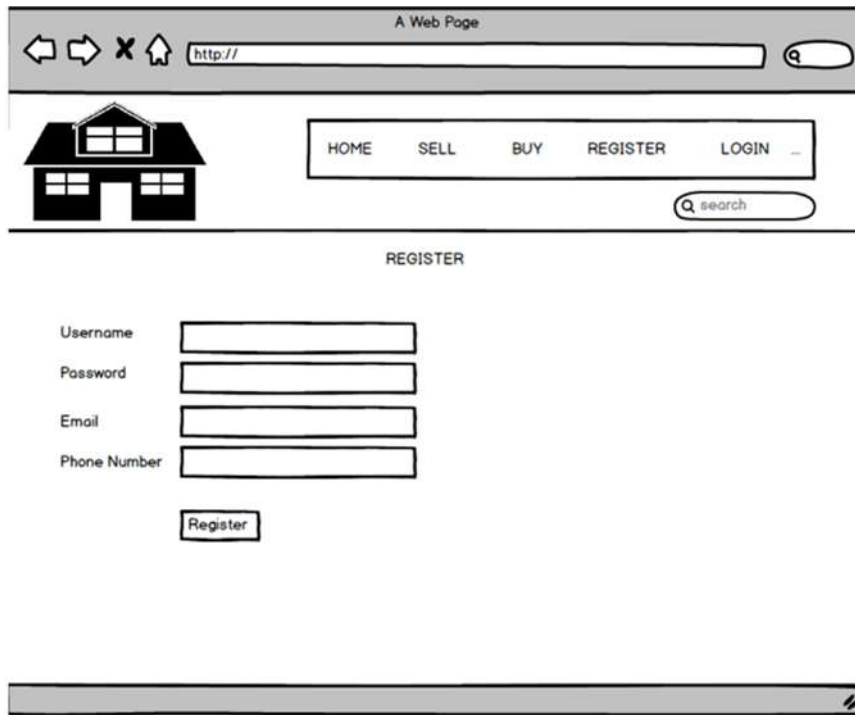 A Web Page
http://
HOME SELL BUY REGISTER LOGIN ...
search
REGISTER
Username
Password
Email
Phone Number
Register